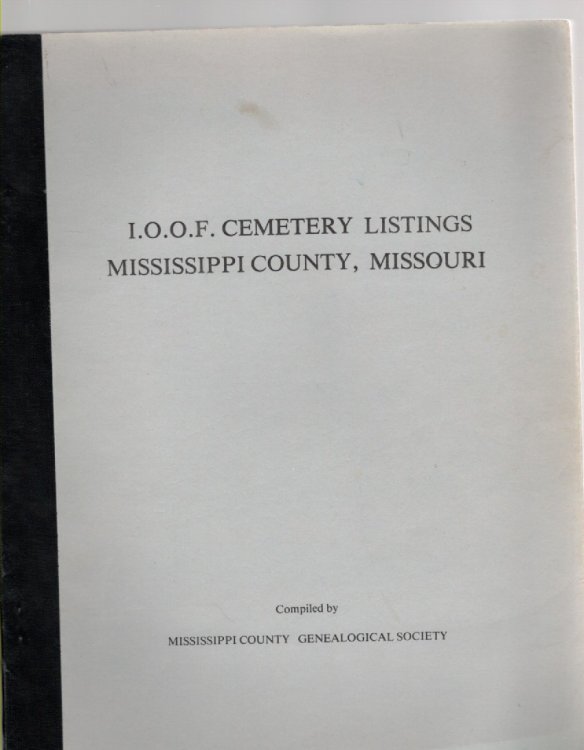 I.O.O.F. CEMETERY LISTINGS
MISSISSIPPI COUNTY, MISSOURI
Compiled by
MISSISSIPPI COUNTY GENEALOGICAL SOCIETY